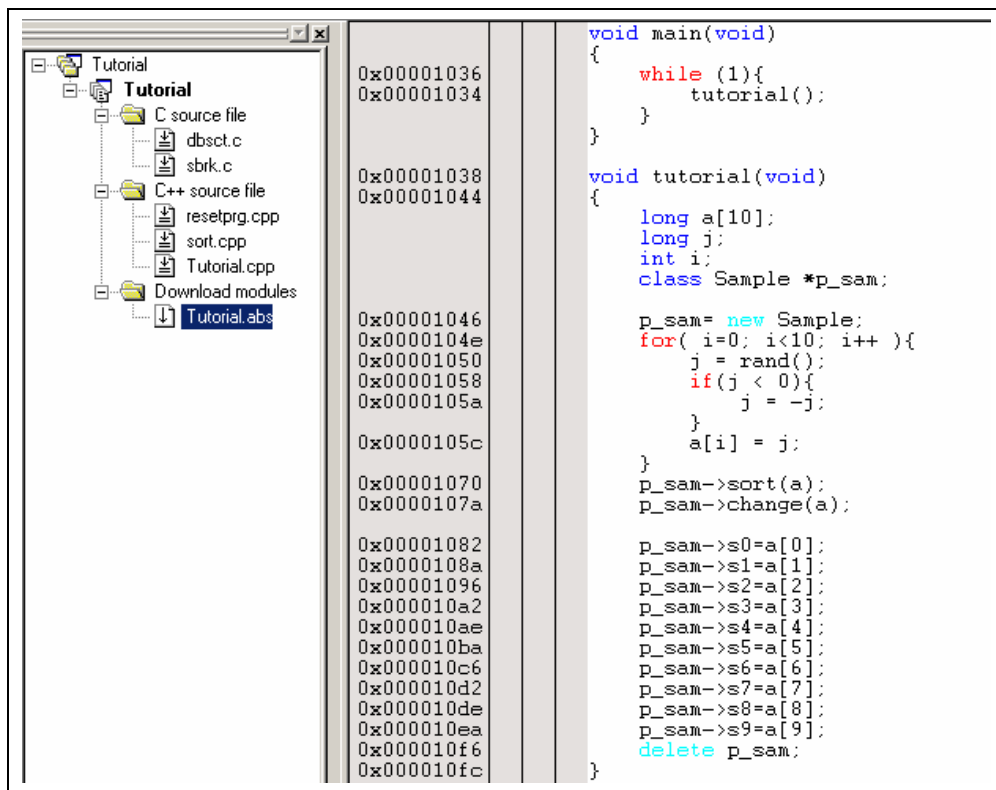 Tutorial
Tutorial
C source file
dbsct.c
sbrk.c
C++ source file
resetprg.cpp
sort.cpp
Tutorial.cpp
Download modules
Tutorial.abs
void main(void)
{
0x00001036 while (1){
0x00001034 tutorial();
}
}
0x00001038 void tutorial(void)
0x00001044 {
long a[10];
long j;
int i;
class Sample *p_sam;
0x00001046 p_sam= new Sample;
0x0000104e for( i=0; i<10; i++ ){
0x00001050 j = rand();
0x00001058 if(j < 0){
0x0000105a j = -j;
}
0x0000105c a[i] = j;
}
0x00001070 p_sam->sort(a);
0x0000107a p_sam->change(a);
0x00001082 p_sam->s0=a[0];
0x0000108a p_sam->s1=a[1];
0x00001096 p_sam->s2=a[2];
0x000010a2 p_sam->s3=a[3];
0x000010ae p_sam->s4=a[4];
0x000010ba p_sam->s5=a[5];
0x000010c6 p_sam->s6=a[6];
0x000010d2 p_sam->s7=a[7];
0x000010de p_sam->s8=a[8];
0x000010ea p_sam->s9=a[9];
0x000010f6 delete p_sam;
0x000010fc }